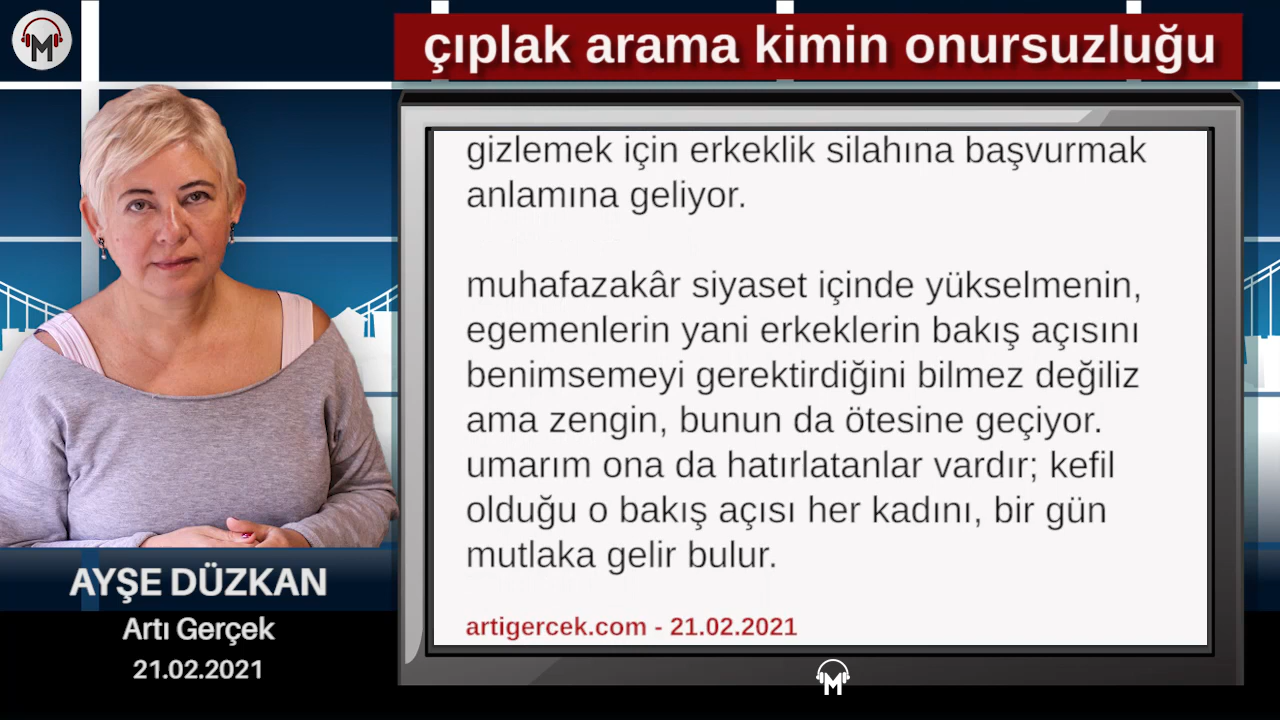 çıplak arama kimin onursuzluğu
gizlemek için erkeklik silahına başvurmak
anlamına geliyor.
muhafazakâr siyaset içinde yükselmenin,
egemenlerin yani erkeklerin bakış açısını
benimsemeyi gerektirdiğini bilmez değiliz
ama zengin, bunun da ötesine geçiyor.
umarım ona da hatırlatanlar vardır; kefil
olduğu o bakış açısı her kadını, bir gün
mutlaka gelir bulur.
artigercek.com - 21.02.2021
AYŞE DÜZKAN
Artı Gerçek
21.02.2021
M
M